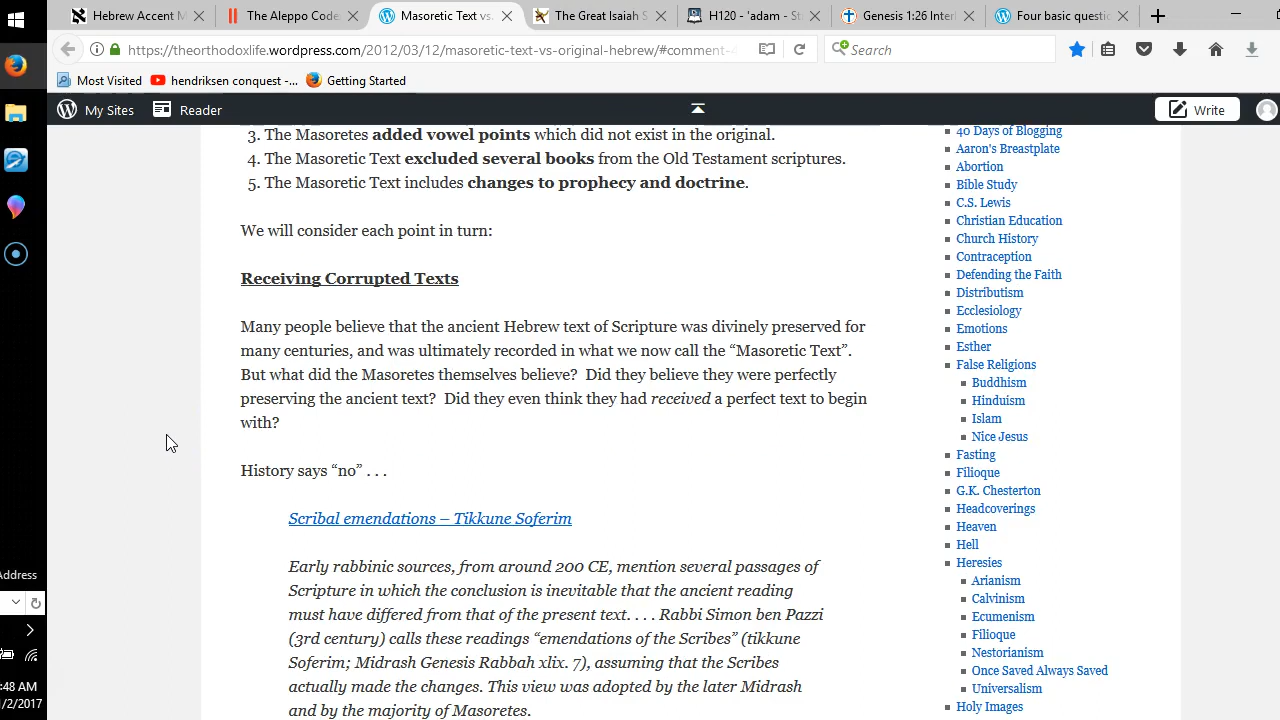 Hebrew Accent M
The Aleppo Code
Masoretic Text vs.
The Great Isaiah S
H120 - 'adam - St
Genesis 1:26 Inter
Four basic questio
https://theorthodoxlife.wordpress.com/2012/03/12/masoretic-text-vs-original-hebrew/#comment-
Search
Most Visited
hendriksen conquest -...
Getting Started
My Sites
Reader
Write
3. The Masoretes added vowel points which did not exist in the original.
4. The Masoretic Text excluded several books from the Old Testament scriptures.
5. The Masoretic Text includes changes to prophecy and doctrine.
We will consider each point in turn:
Receiving Corrupted Texts
Many people believe that the ancient Hebrew text of Scripture was divinely preserved for
many centuries, and was ultimately recorded in what we now call the “Masoretic Text”.
But what did the Masoretes themselves believe?  Did they believe they were perfectly
preserving the ancient text?  Did they even think they had received a perfect text to begin
with?
History says “no” . . .
Scribal emendations – Tikkune Soferim
Early rabbinic sources, from around 200 CE, mention several passages of
Scripture in which the conclusion is inevitable that the ancient reading
must have differed from that of the present text. . . . Rabbi Simon ben Pazzi
(3rd century) calls these readings “emendations of the Scribes” (tikkune
Soferim; Midrash Genesis Rabbah xlix. 7), assuming that the Scribes
actually made the changes. This view was adopted by the later Midrash
and by the majority of Masoretes.
40 Days of Blogging
Aaron's Breastplate
Abortion
Bible Study
C.S. Lewis
Christian Education
Church History
Contraception
Defending the Faith
Distributism
Ecclesiology
Emotions
Esther
False Religions
Buddhism
Hinduism
Islam
Nice Jesus
Fasting
Filioque
G.K. Chesterton
Headcoverings
Heaven
Hell
Heresies
Arianism
Calvinism
Ecumenism
Filioque
Nestorianism
Once Saved Always Saved
Universalism
Holy Images
Address
:48 AM
1/2/2017